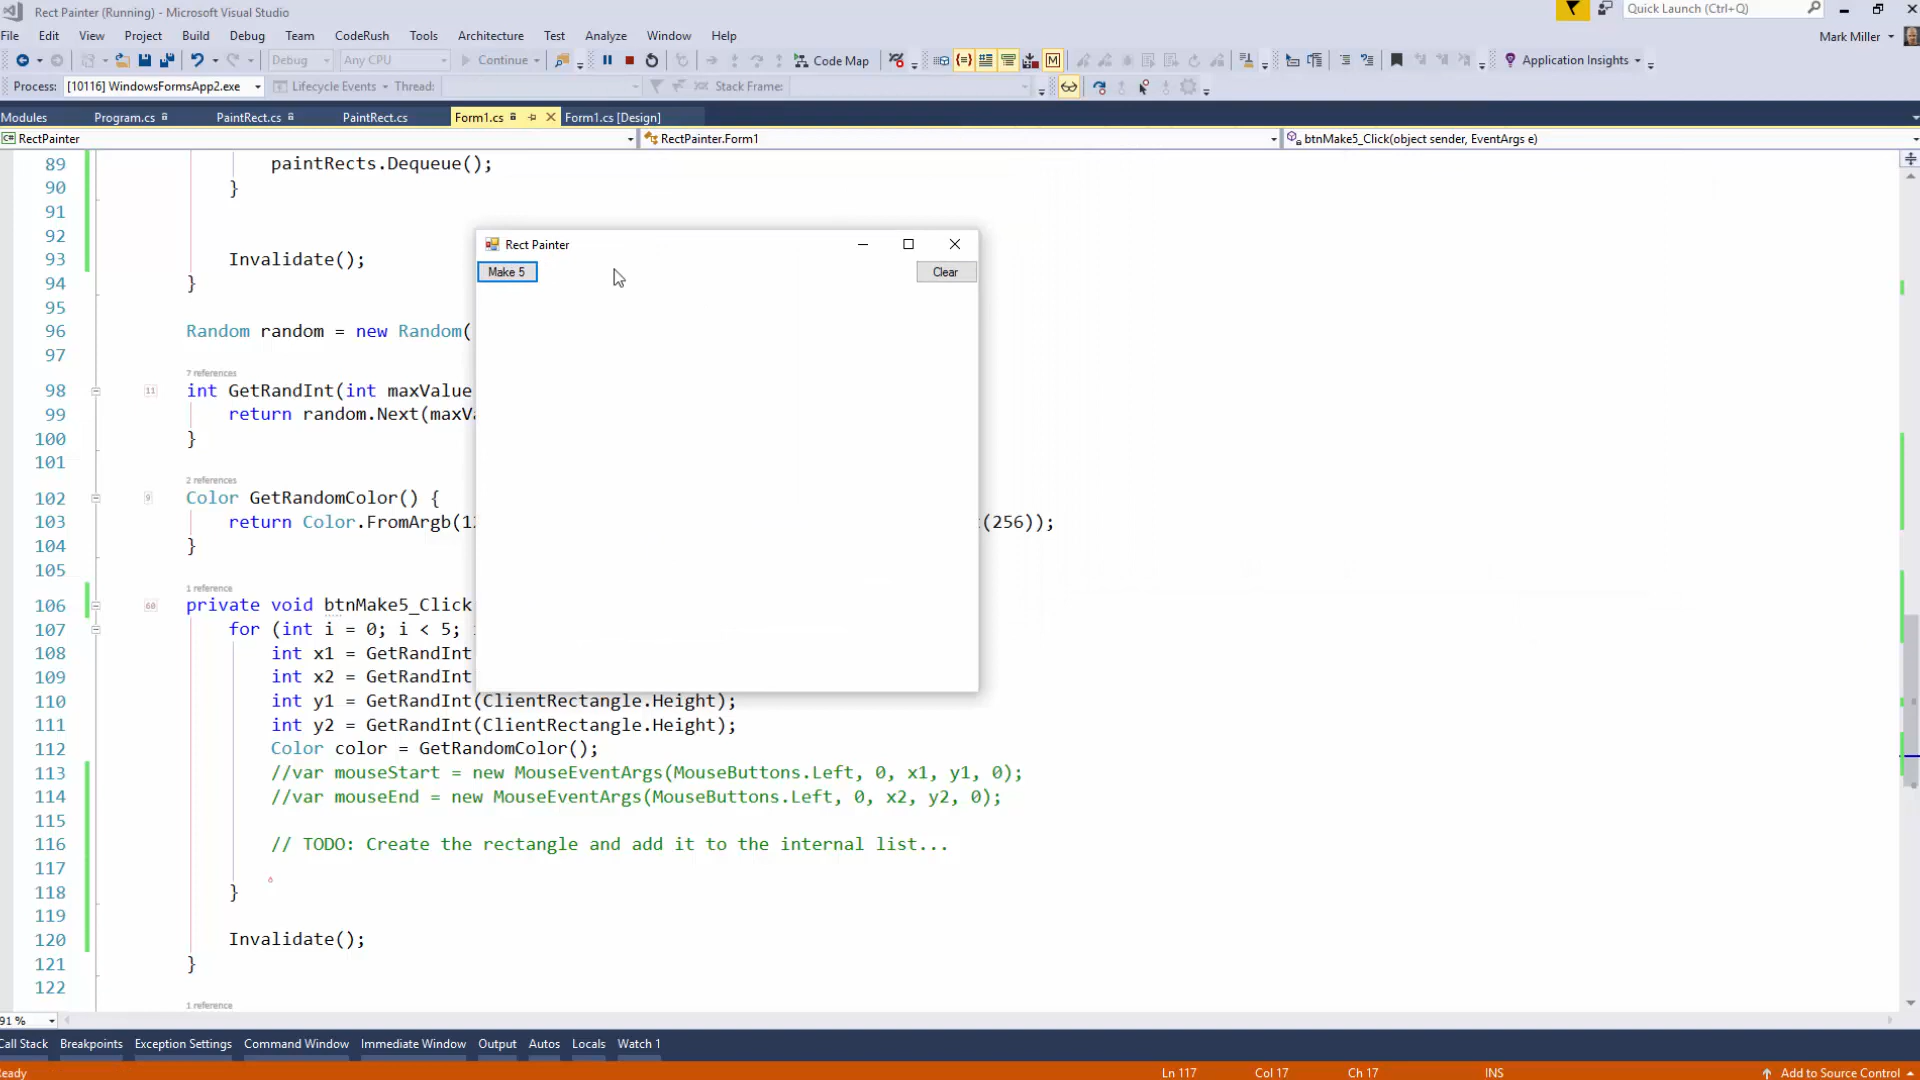 Rect Painter (Running) - Microsoft Visual Studio
Quick Launch (Ctrl+Q)
File Edit View Project Build Debug Team CodeRush Tools Architecture Test Analyze Window Help
Mark Miller
Debug Any CPU Continue Code Map Application Insights
Process: [10116] WindowsFormsApp2.exe Lifecycle Events Thread: Stack Frame:
Modules Program.cs PaintRect.cs PaintRect.cs Form1.cs Form1.cs [Design]
RectPainter RectPainter.Form1 btnMake5_Click(object sender, EventArgs e)
89 paintRects.Dequeue();
90 }
91
92
93 Invalidate();
94 }
95
96 Random random = new Random(
97
7 references
98 11 int GetRandInt(int maxValue
99 return random.Next(maxVa
100 }
101
2 references
102 9 Color GetRandomColor() {
103 return Color.FromArgb(12 (256));
104 }
105
1 reference
106 60 private void btnMake5_Click
107 for (int i = 0; i < 5;
108 int x1 = GetRandInt
109 int x2 = GetRandInt
110 int y1 = GetRandInt(ClientRectangle.Height);
111 int y2 = GetRandInt(ClientRectangle.Height);
112 Color color = GetRandomColor();
113 //var mouseStart = new MouseEventArgs(MouseButtons.Left, 0, x1, y1, 0);
114 //var mouseEnd = new MouseEventArgs(MouseButtons.Left, 0, x2, y2, 0);
115
116 // TODO: Create the rectangle and add it to the internal list...
117
118 }
119
120 Invalidate();
121 }
122
1 reference
Rect Painter
Make 5 Clear
91 %
Call Stack Breakpoints Exception Settings Command Window Immediate Window Output Autos Locals Watch 1
Ready Ln 117 Col 17 Ch 17 INS Add to Source Control